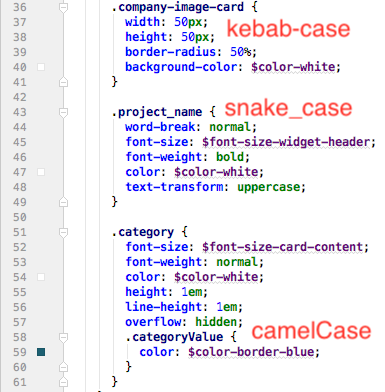 36 .company-image-card {
37 width: 50px; kebab-case
38 height: 50px;
39 border-radius: 50%;
40 background-color: $color-white;
41 }
42
43 .project_name { snake_case
44 word-break: normal;
45 font-size: $font-size-widget-header;
46 font-weight: bold;
47 color: $color-white;
48 text-transform: uppercase;
49 }
50
51 .category {
52 font-size: $font-size-card-content;
53 font-weight: normal;
54 color: $color-white;
55 height: 1em;
56 line-height: 1em;
57 overflow: hidden;
58 .categoryValue { camelCase
59 color: $color-border-blue;
60 }
61 }